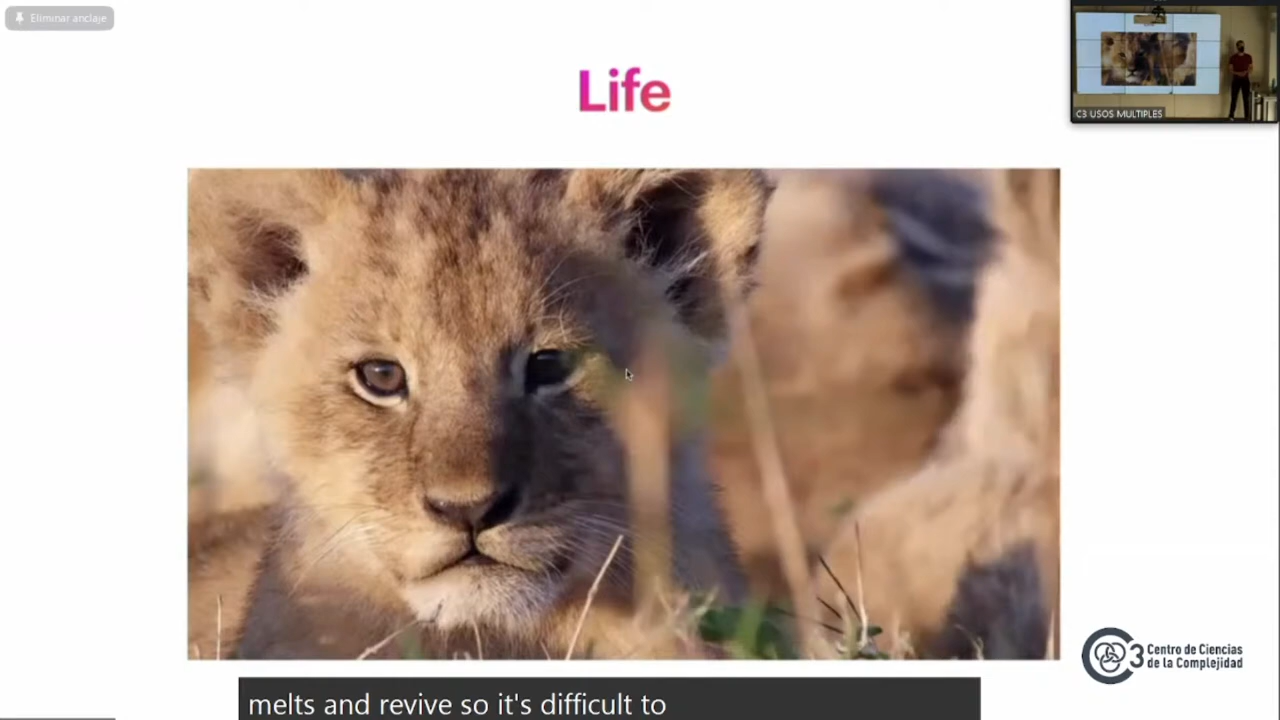 Eliminar anclaje
Life
C3 USOS MULTIPLES
3 Centro de Ciencias
de la Complejidad
melts and revive so it's difficult to